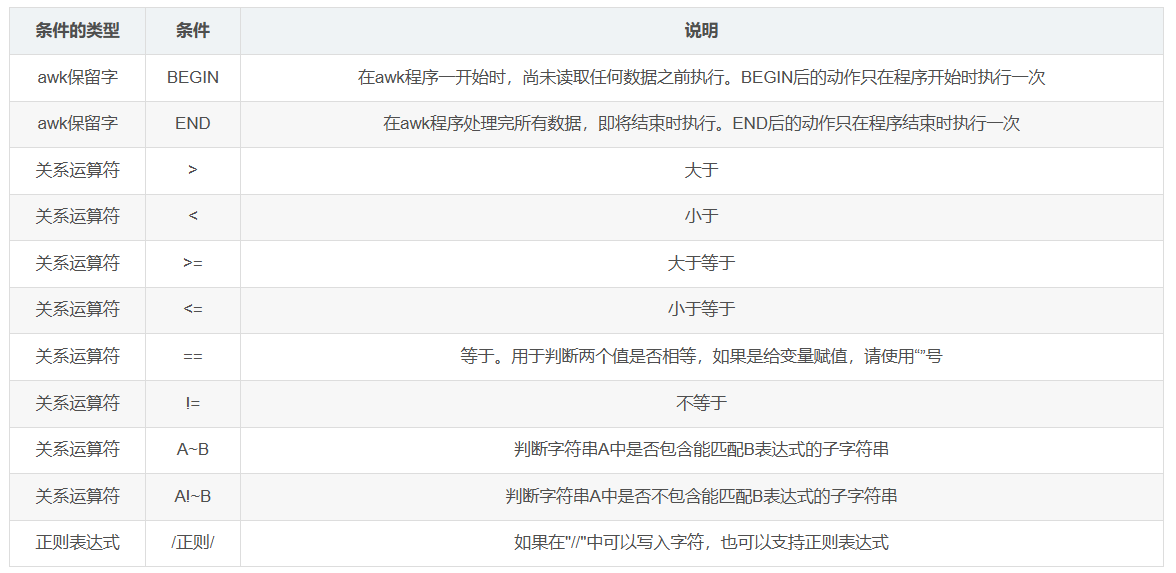 条件的类型 条件 说明
awk保留字 BEGIN 在awk程序一开始时，尚未读取任何数据之前执行。BEGIN后的动作只在程序开始时执行一次
awk保留字 END 在awk程序处理完所有数据，即将结束时执行。END后的动作只在程序结束时执行一次
关系运算符 > 大于
关系运算符 < 小于
关系运算符 >= 大于等于
关系运算符 <= 小于等于
关系运算符 == 等于。用于判断两个值是否相等，如果是给变量赋值，请使用“”号
关系运算符 != 不等于
关系运算符 A~B 判断字符串A中是否包含能匹配B表达式的子字符串
关系运算符 A!~B 判断字符串A中是否不包含能匹配B表达式的子字符串
正则表达式 /正则/ 如果在"//"中可以写入字符，也可以支持正则表达式